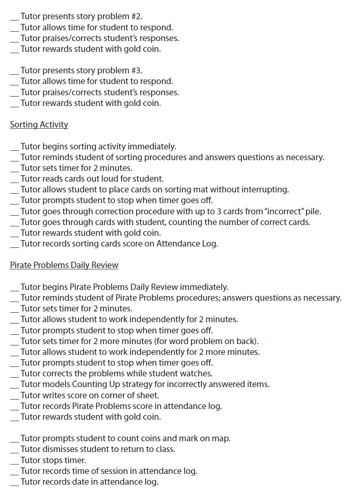 __ Tutor presents story problem #2.
__ Tutor allows time for student to respond.
__ Tutor praises/corrects student's responses.
__ Tutor rewards student with gold coin.
__ Tutor presents story problem #3.
__ Tutor allows time for student to respond.
__ Tutor praises/corrects student's responses.
__ Tutor rewards student with gold coin.
Sorting Activity
__ Tutor begins sorting activity immediately.
__ Tutor reminds student of sorting procedures and answers questions as necessary.
__ Tutor sets timer for 2 minutes.
__ Tutor reads cards out loud for student.
__ Tutor allows student to place cards on sorting mat without interrupting.
__ Tutor prompts student to stop when timer goes off.
__ Tutor goes through correction procedure with up to 3 cards from "incorrect" pile.
__ Tutor goes through cards with student, counting the number of correct cards.
__ Tutor rewards student with gold coin.
__ Tutor records sorting cards score on Attendance Log.
Pirate Problems Daily Review
__ Tutor begins Pirate Problems Daily Review immediately.
__ Tutor reminds student of Pirate Problems procedures; answers questions as necessary.
__ Tutor sets timer for 2 minutes.
__ Tutor allows student to work independently for 2 minutes.
__ Tutor prompts student to stop when timer goes off.
__ Tutor sets timer for 2 more minutes (for word problem on back).
__ Tutor allows student to work independently for 2 more minutes.
__ Tutor prompts student to stop when timer goes off.
__ Tutor corrects the problems while student watches.
__ Tutor models Counting Up strategy for incorrectly answered items.
__ Tutor writes score on corner of sheet.
__ Tutor records Pirate Problems score in attendance log.
__ Tutor rewards student with gold coin.
__ Tutor prompts student to count coins and mark on map.
__ Tutor dismisses student to return to class.
__ Tutor stops timer.
__ Tutor records time of session in attendance log.
__ Tutor records date in attendance log.